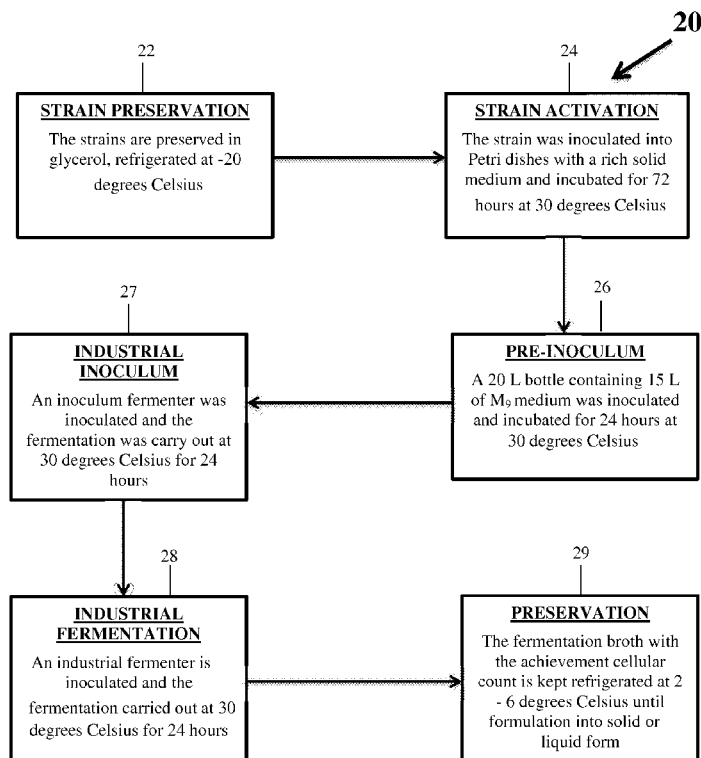 20
22
STRAIN PRESERVATION
The strains are preserved in
glycerol, refrigerated at -20
degrees Celsius
24
STRAIN ACTIVATION
The strain was inoculated into
Petri dishes with a rich solid
medium and incubated for 72
hours at 30 degrees Celsius
26
PRE-INOCULUM
A 20 L bottle containing 15 L
of M₉ medium was inoculated
and incubated for 24 hours at
30 degrees Celsius
27
INDUSTRIAL
INOCULUM
An inoculum fermenter was
inoculated and the
fermentation was carry out at
30 degrees Celsius for 24
hours
28
INDUSTRIAL
FERMENTATION
An industrial fermenter is
inoculated and the
fermentation carried out at 30
degrees Celsius for 24 hours
29
PRESERVATION
The fermentation broth with
the achievement cellular
count is kept refrigerated at 2
- 6 degrees Celsius until
formulation into solid or
liquid form